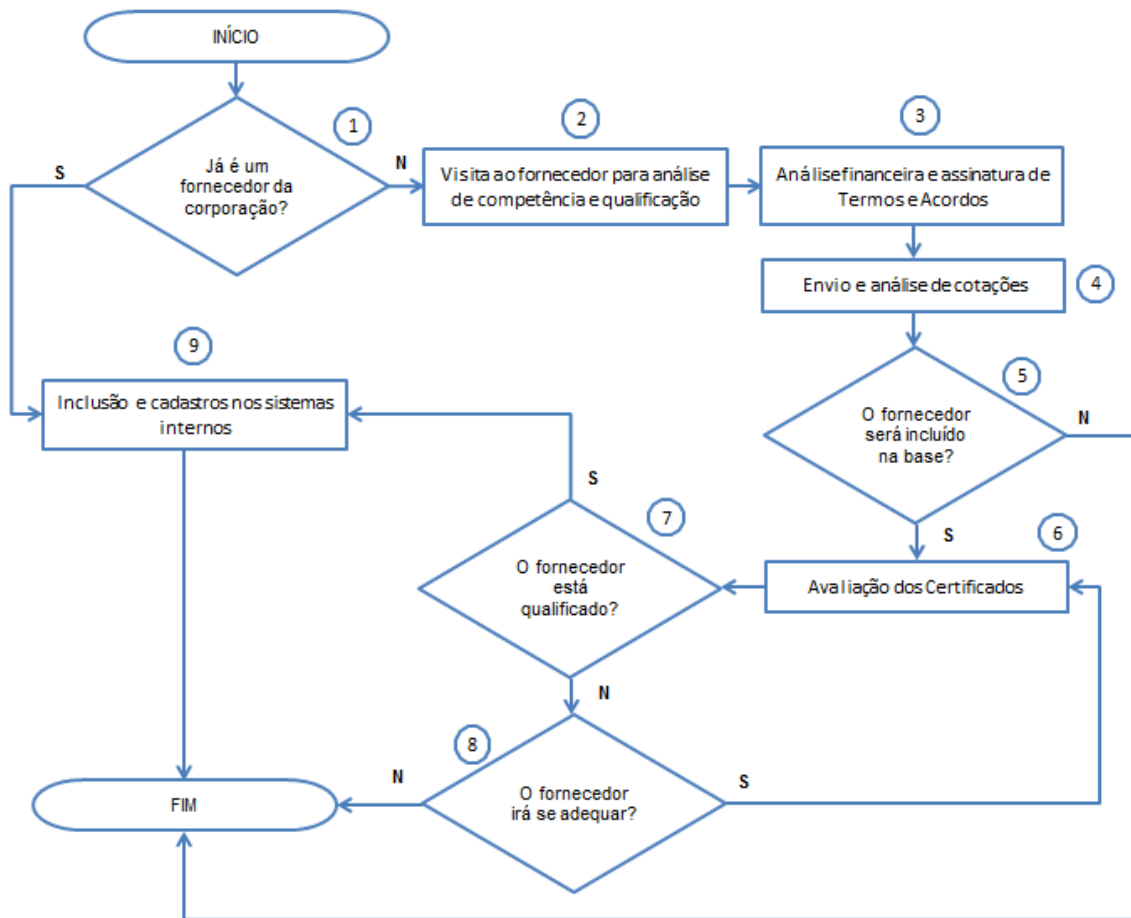 INÍCIO
1
Já é um
fornecedor da
corporação?
S
N
2
Visita ao fornecedor para análise
de competência e qualificação
3
Análise financeira e assinatura de
Termos e Acordos
4
Envio e análise de cotações
5
O fornecedor
será incluído
na base?
N
S
6
Avaliação dos Certificados
7
O fornecedor
está
qualificado?
S
N
8
O fornecedor
irá se adequar?
N
S
9
Inclusão e cadastros nos sistemas
internos
FIM